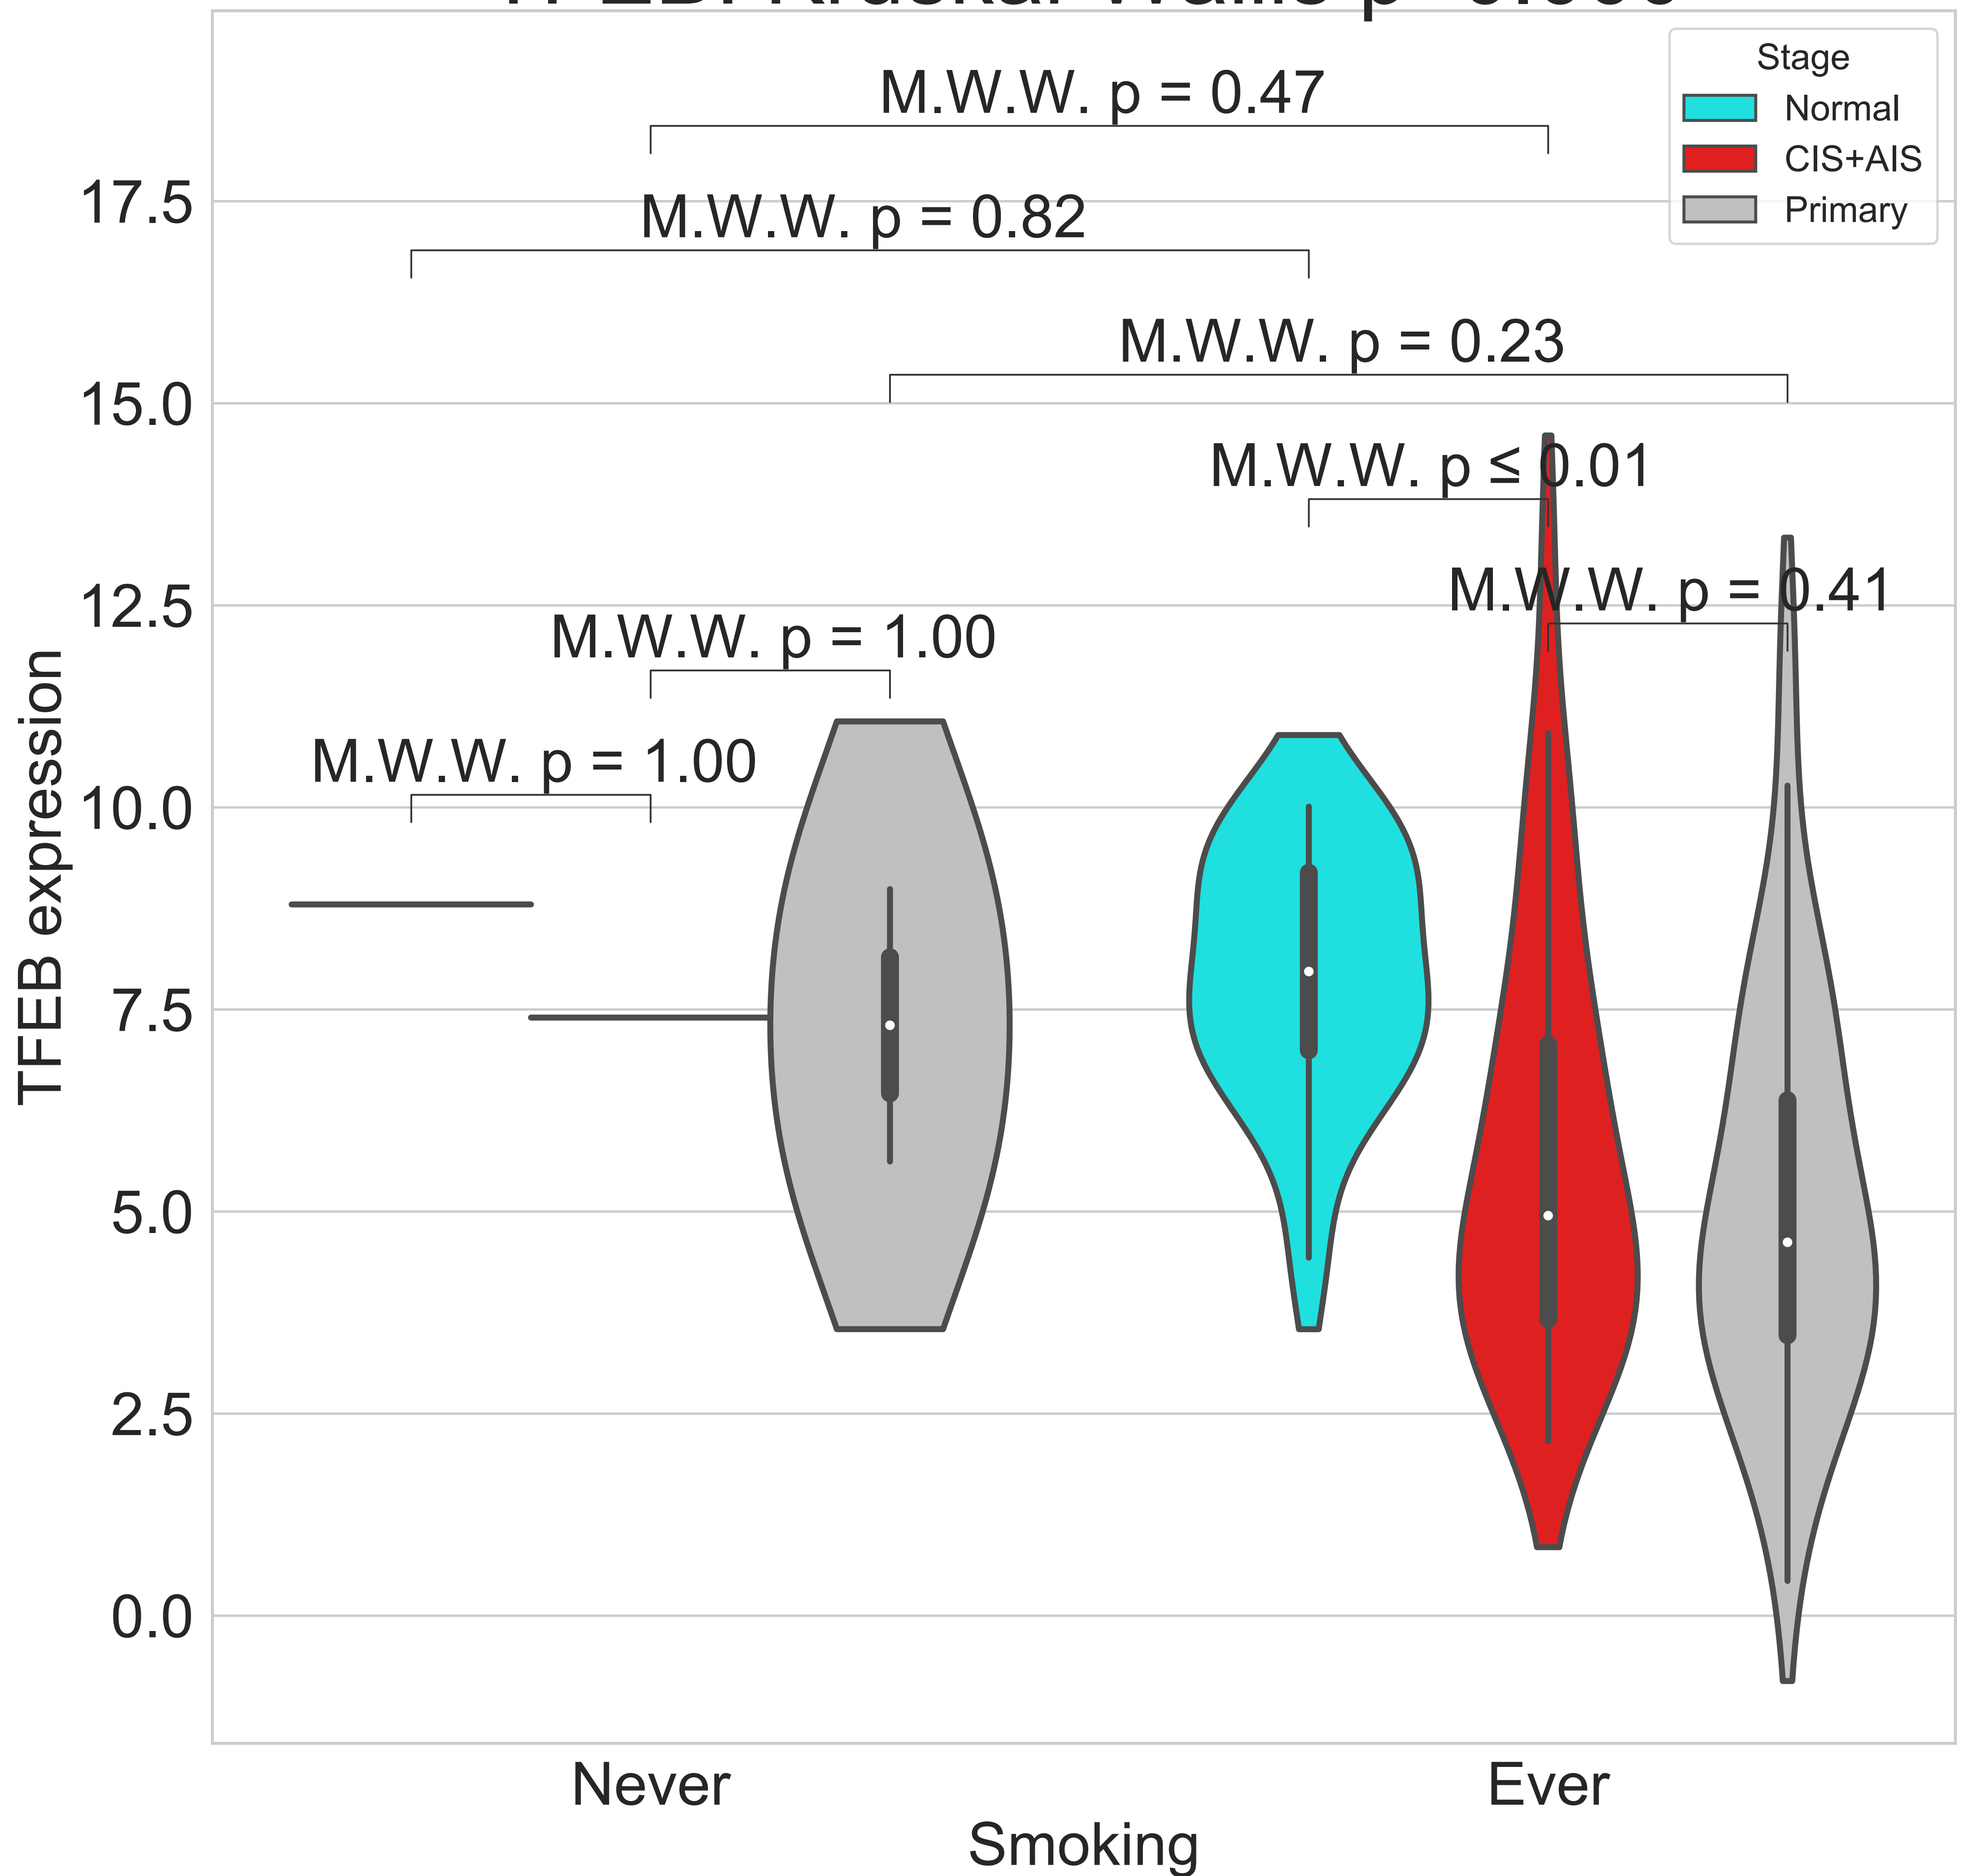 Stage
Normal
CIS+AIS
Primary
M.W.W. p = 0.47
M.W.W. p = 0.82
M.W.W. p = 0.23
M.W.W. p ≤ 0.01
M.W.W. p = 0.41
M.W.W. p = 1.00
M.W.W. p = 1.00
17.5
15.0
12.5
10.0
7.5
5.0
2.5
0.0
TFEB expression
Never
Ever
Smoking